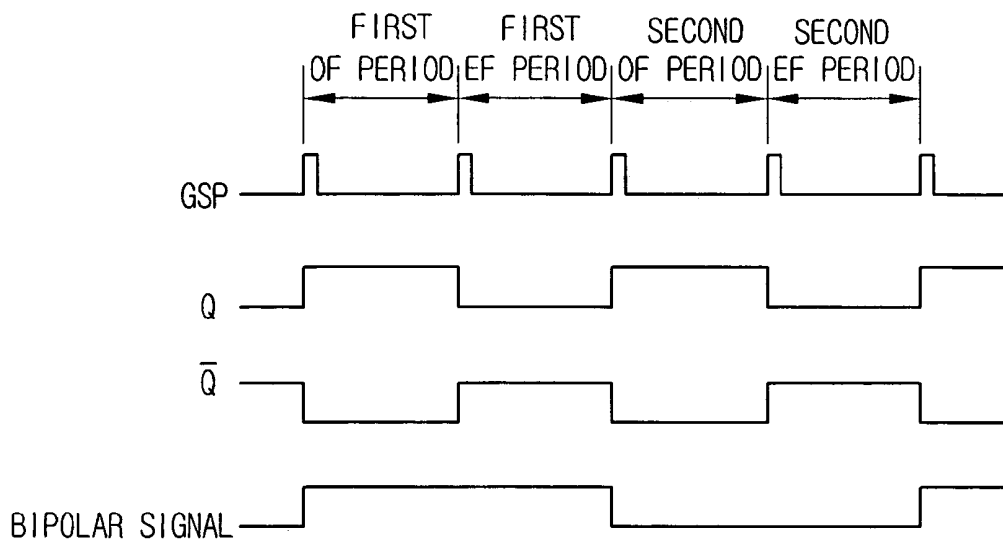 FIRST FIRST SECOND SECOND
OF PERIOD EF PERIOD OF PERIOD EF PERIOD
GSP
Q
Q̅
BIPOLAR SIGNAL